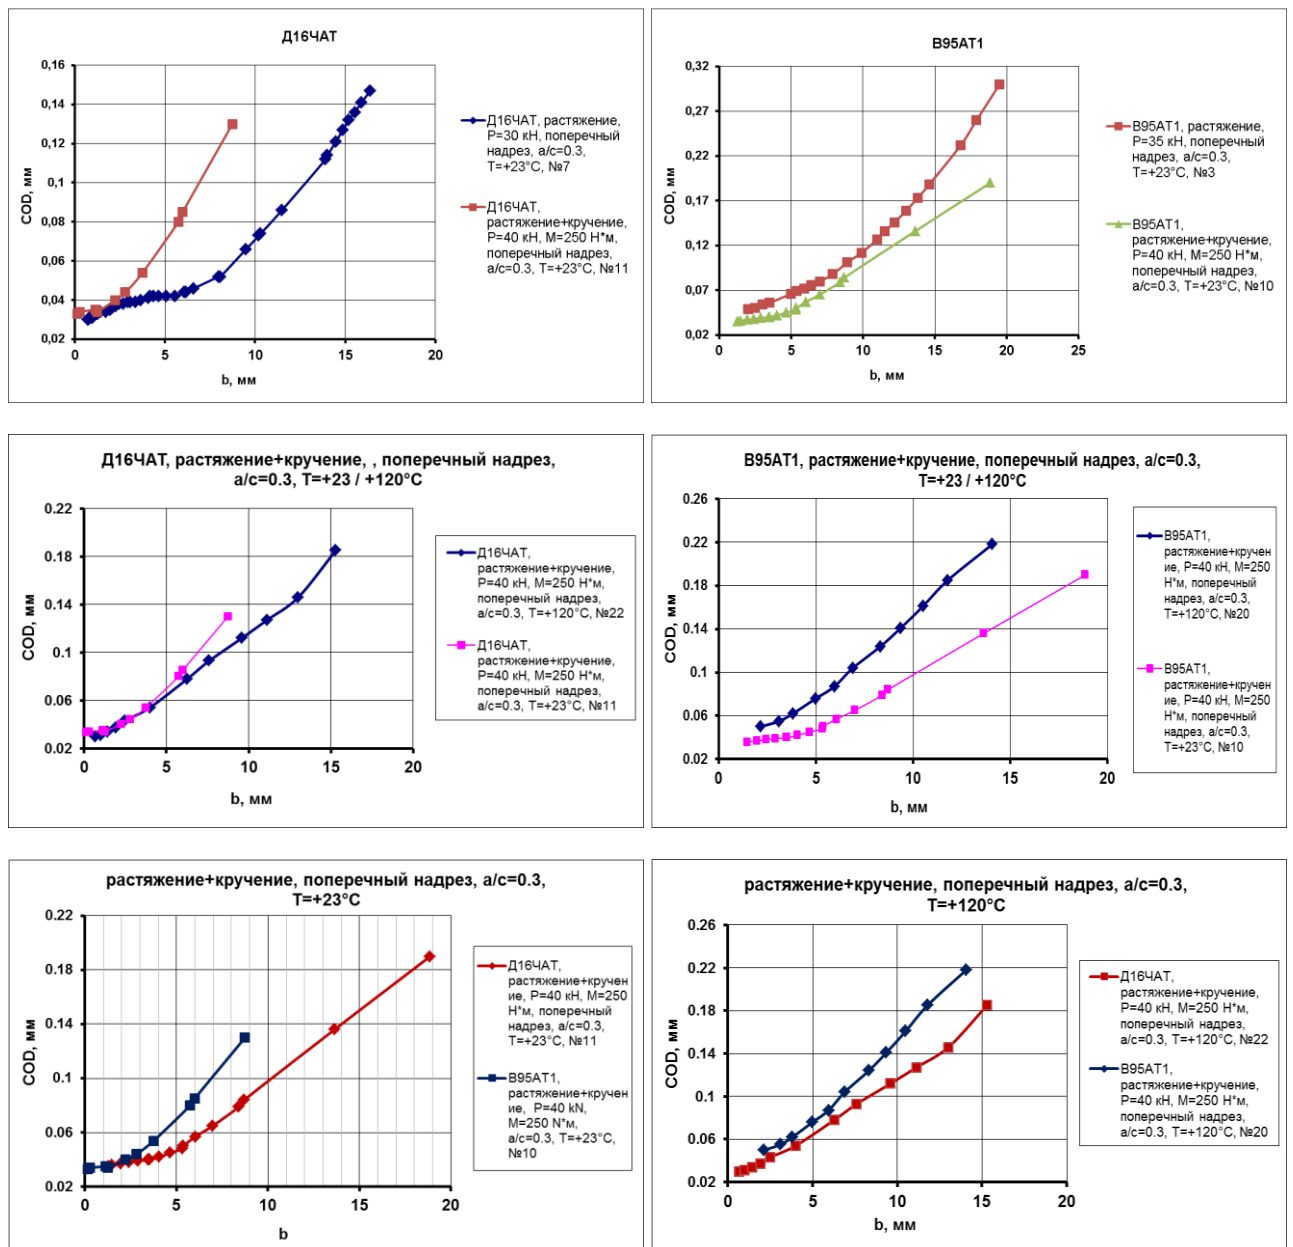 Д16ЧАТ
0,16
0,14
0,12
0,1
0,08
0,06
0,04
0,02
0
5
10
15
20
COD, мм
b, мм
Д16ЧАТ, растяжение,
P=30 кН, поперечный
надрез, a/c=0.3,
T=+23°C, №7
Д16ЧАТ,
растяжение+кручение,
P=40 кН, M=250 Н*м,
поперечный надрез,
a/c=0.3, T=+23°C, №11
В95АТ1
0,32
0,27
0,22
0,17
0,12
0,07
0,02
0
5
10
15
20
25
COD, мм
b, мм
В95АТ1, растяжение,
P=35 кН, поперечный
надрез, a/c=0.3,
T=+23°C, №3
В95АТ1,
растяжение+кручение,
P=40 кН, M=250 Н*м,
поперечный надрез,
a/c=0.3, T=+23°C, №10
Д16ЧАТ, растяжение+кручение, , поперечный надрез,
a/c=0.3, T=+23 / +120°C
0.22
0.18
0.14
0.1
0.06
0.02
0
5
10
15
20
COD, мм
b, мм
Д16ЧАТ,
растяжение+кручение,
P=40 кН, M=250 Н*м,
поперечный надрез,
a/c=0.3, T=+120°C, №22
Д16ЧАТ,
растяжение+кручение,
P=40 кН, M=250 Н*м,
поперечный надрез,
a/c=0.3, T=+23°C, №11
В95АТ1, растяжение+кручение, поперечный надрез, a/c=0.3,
T=+23 / +120°C
0.26
0.22
0.18
0.14
0.1
0.06
0.02
0
5
10
15
20
COD, мм
b, мм
В95АТ1,
растяжение+кручен
ие, P=40 кН, M=250
Н*м, поперечный
надрез, a/c=0.3,
T=+120°C, №20
В95АТ1,
растяжение+кручен
ие, P=40 кН, M=250
Н*м, поперечный
надрез, a/c=0.3,
T=+23°C, №10
растяжение+кручение, поперечный надрез, a/c=0.3,
T=+23°C
0.22
0.18
0.14
0.1
0.06
0.02
0
5
10
15
20
COD, мм
b
Д16ЧАТ,
растяжение+кручен
ие, P=40 кН, M=250
Н*м, поперечный
надрез, a/c=0.3,
T=+23°C, №11
В95АТ1,
растяжение+кручен
ие, P=40 kN,
M=250 N*м,
a/c=0.3, T=+23°C,
№10
растяжение+кручение, поперечный надрез, a/c=0.3,
T=+120°C
0.26
0.22
0.18
0.14
0.1
0.06
0.02
0
5
10
15
20
COD, мм
b, мм
Д16ЧАТ,
растяжение+кручение,
P=40 кН, M=250 Н*м,
поперечный надрез,
a/c=0.3, T=+120°C, №22
В95АТ1,
растяжение+кручение,
P=40 кН, M=250 Н*м,
поперечный надрез,
a/c=0.3, T=+120°C, №20